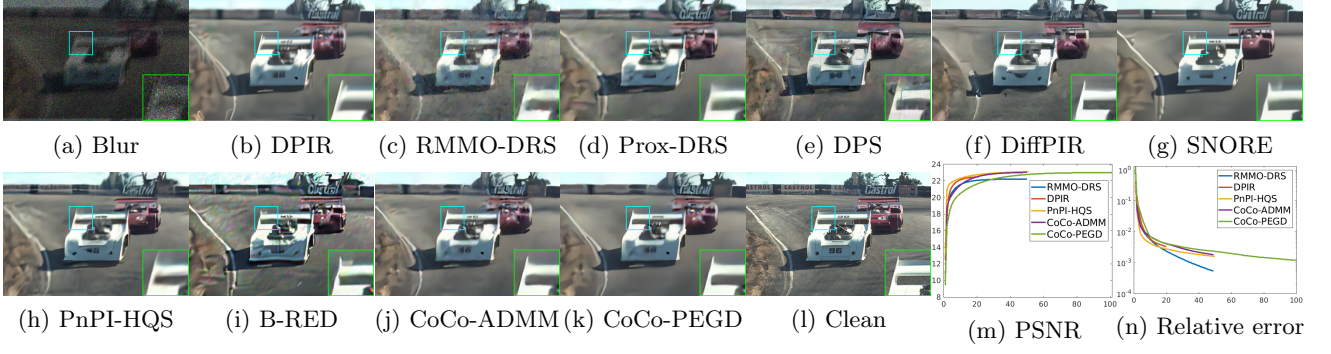 (a) Blur
(b) DPIR
(c) RMMO-DRS
(d) Prox-DRS
(e) DPS
(f) DiffPIR
(g) SNORE
(h) PnPI-HQS
(i) B-RED
(j) CoCo-ADMM
(k) CoCo-PEGD
(l) Clean
24
22
20
18
16
14
12
10
8
0
20
40
60
80
100
RMMO-DRS
DPIR
PnPI-HQS
CoCo-ADMM
CoCo-PEGD
(m) PSNR
10^0
10^-1
10^-2
10^-3
10^-4
0
20
40
60
80
100
RMMO-DRS
DPIR
PnPI-HQS
CoCo-ADMM
CoCo-PEGD
(n) Relative error
Castrol
96